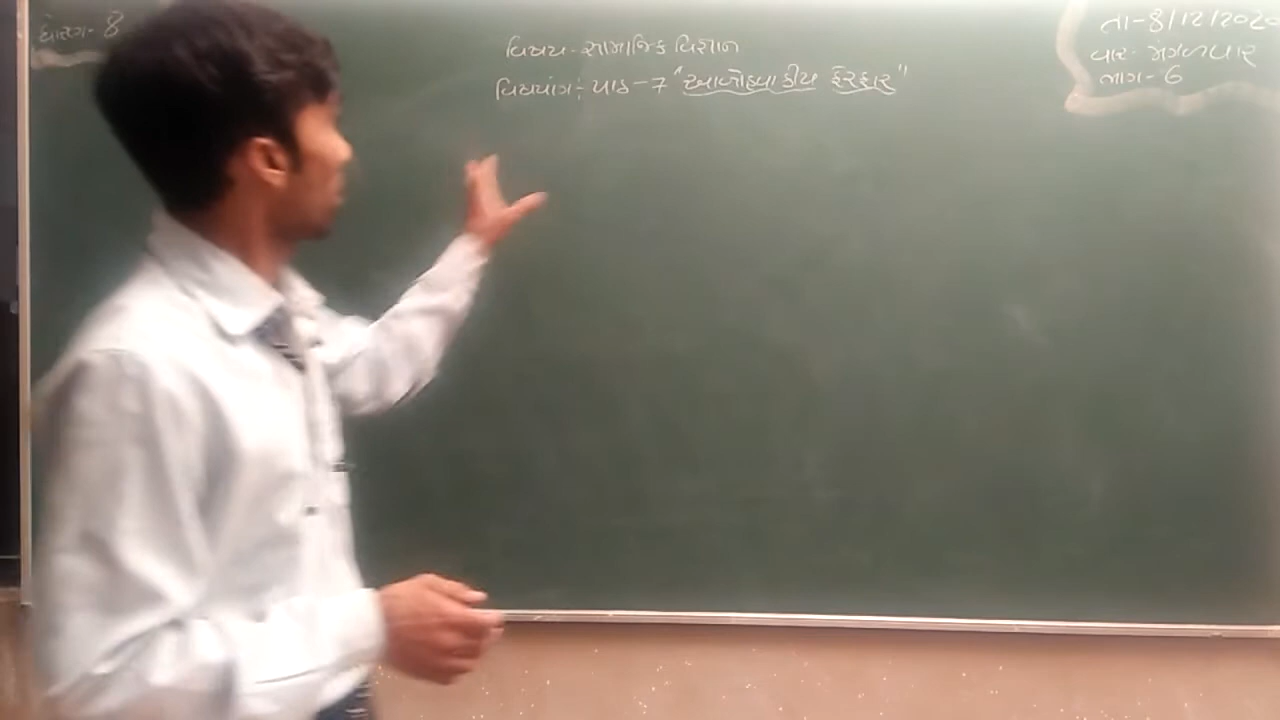 ધોરણ- 8
વિષય- સામાજિક વિજ્ઞાન
વિષયાંગ:- પાઠ-7 "આબોહવાકીય ફેરફાર"
તા-8/12/2020
વાર- મંગળવાર
ભાગ- 6